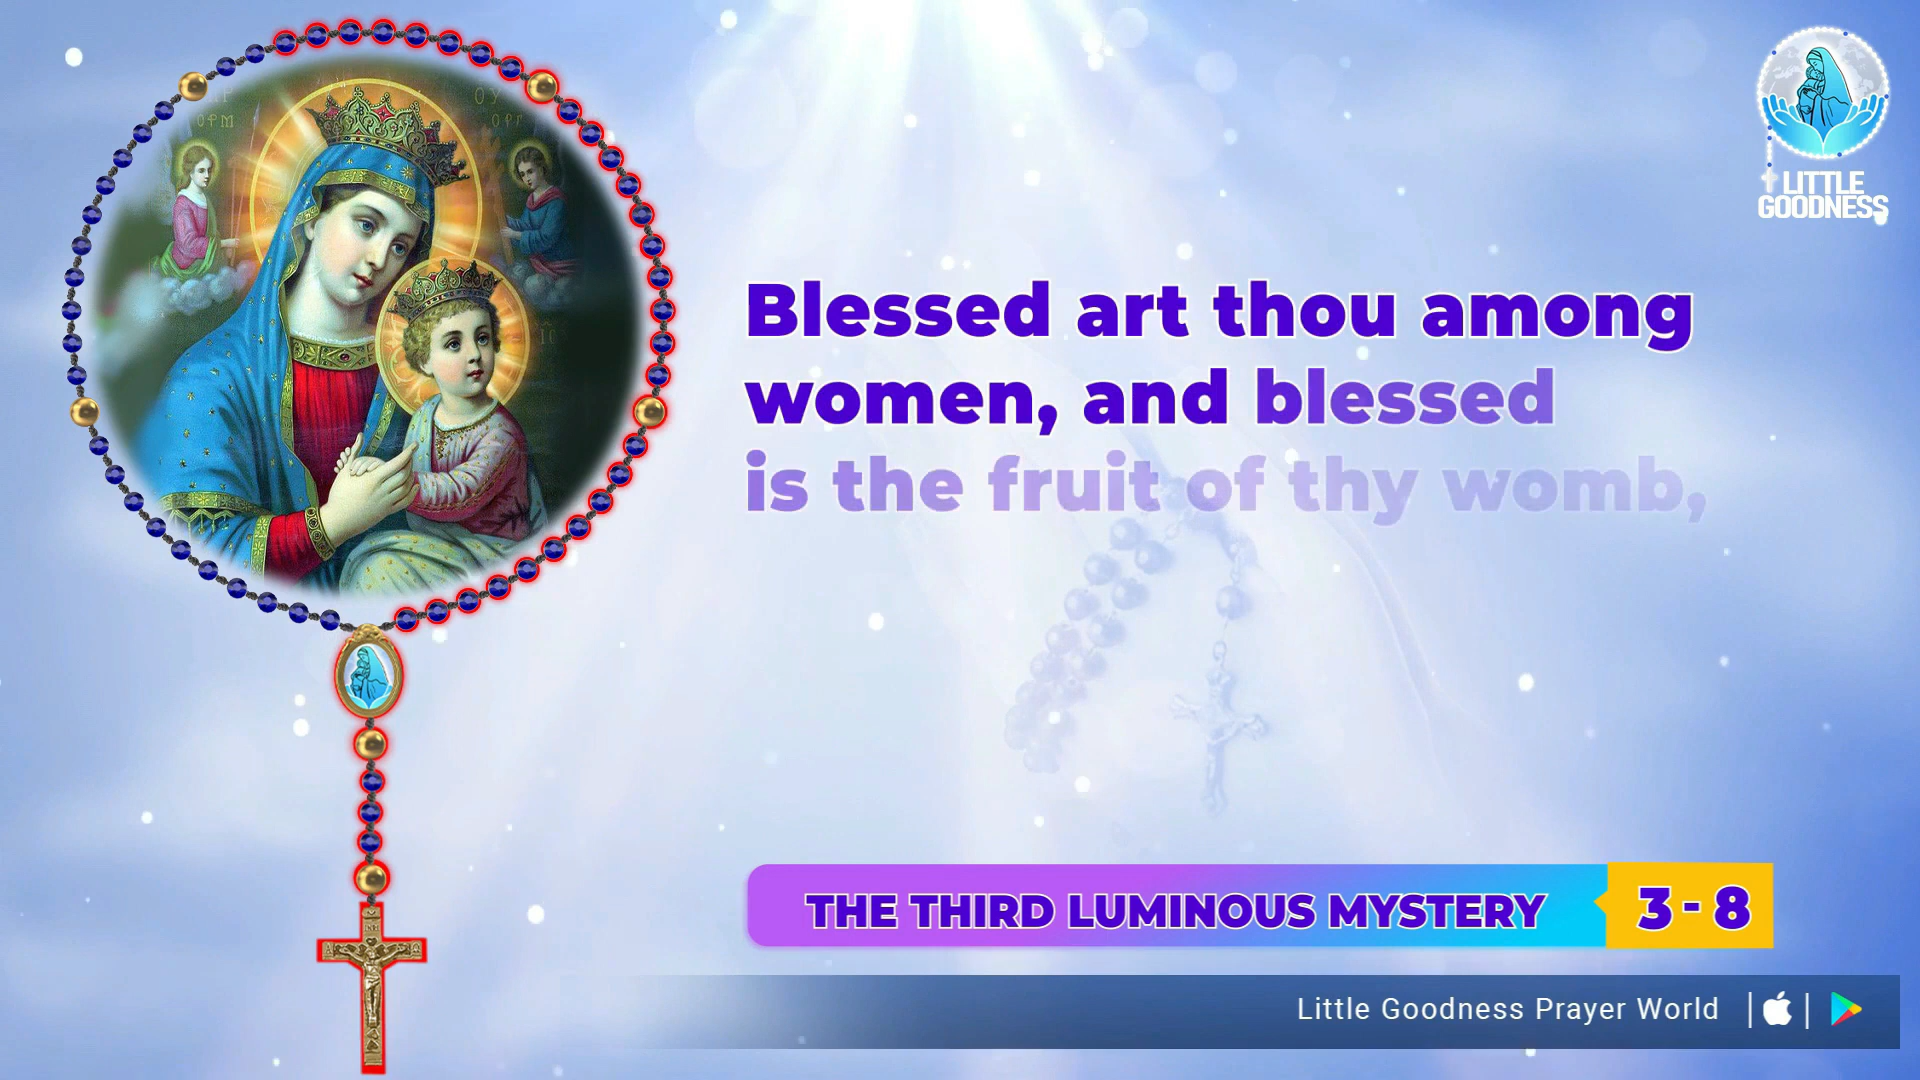 LITTLE
GOODNESS
Blessed art thou among
women, and blessed
is the fruit of thy womb,
THE THIRD LUMINOUS MYSTERY
3 - 8
Little Goodness Prayer World
INRI